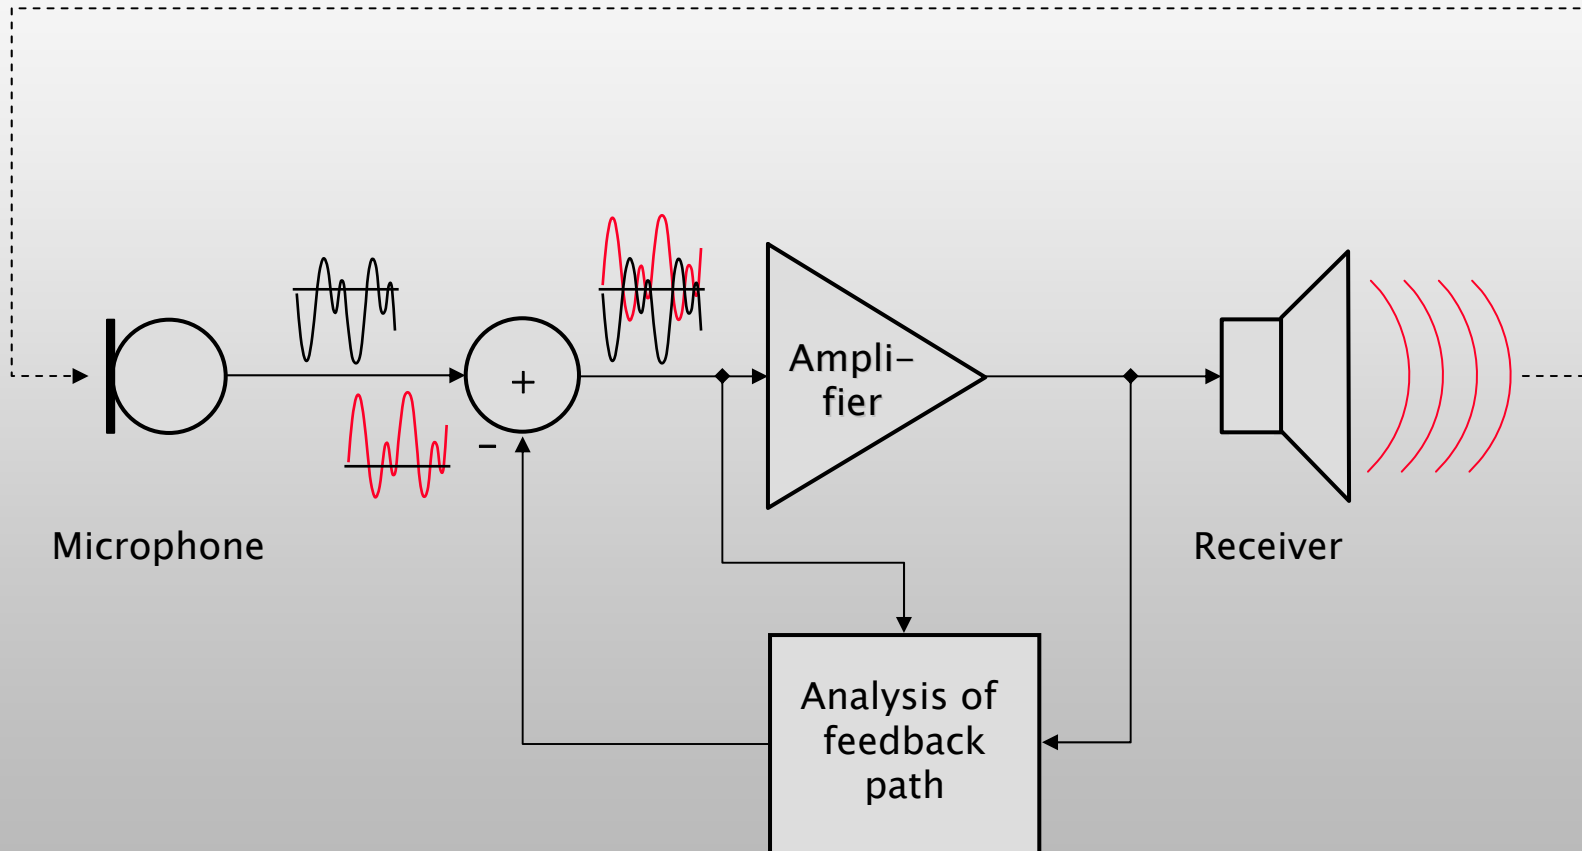 +
−
Ampli-
fier
Microphone
Receiver
Analysis of
feedback
path